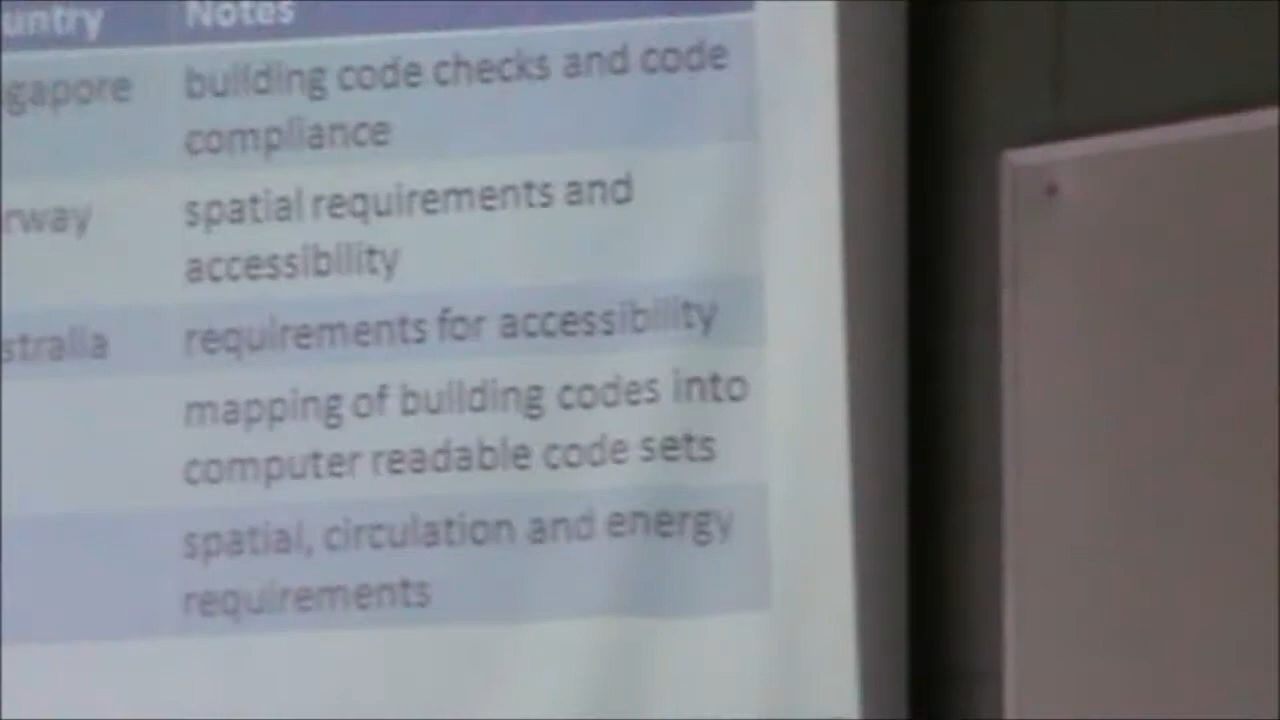 untry Notes
gapore building code checks and code
compliance
rway spatial requirements and
accessibility
stralia requirements for accessibility
mapping of building codes into
computer readable code sets
spatial, circulation and energy
requirements